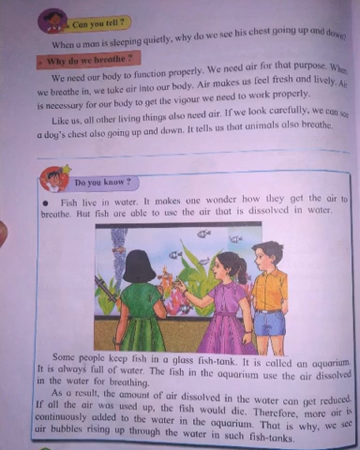 Can you tell ?
When a man is sleeping quietly, why do we see his chest going up and down?
Why do we breathe ?
We need our body to function properly. We need air for that purpose. When
we breathe in, we take air into our body. Air makes us feel fresh and lively. Air
is necessary for our body to get the vigour we need to work properly.
Like us, all other living things also need air. If we look carefully, we can see
a dog's chest also going up and down. It tells us that animals also breathe.
Do you know ?
● Fish live in water. It makes one wonder how they get the air to
breathe. But fish are able to use the air that is dissolved in water.
Some people keep fish in a glass fish-tank. It is called an aquarium.
It is always full of water. The fish in the aquarium use the air dissolved
in the water for breathing.
As a result, the amount of air dissolved in the water can get reduced.
If all the air was used up, the fish would die. Therefore, more air is
continuously added to the water in the aquarium. That is why, we see
air bubbles rising up through the water in such fish-tanks.